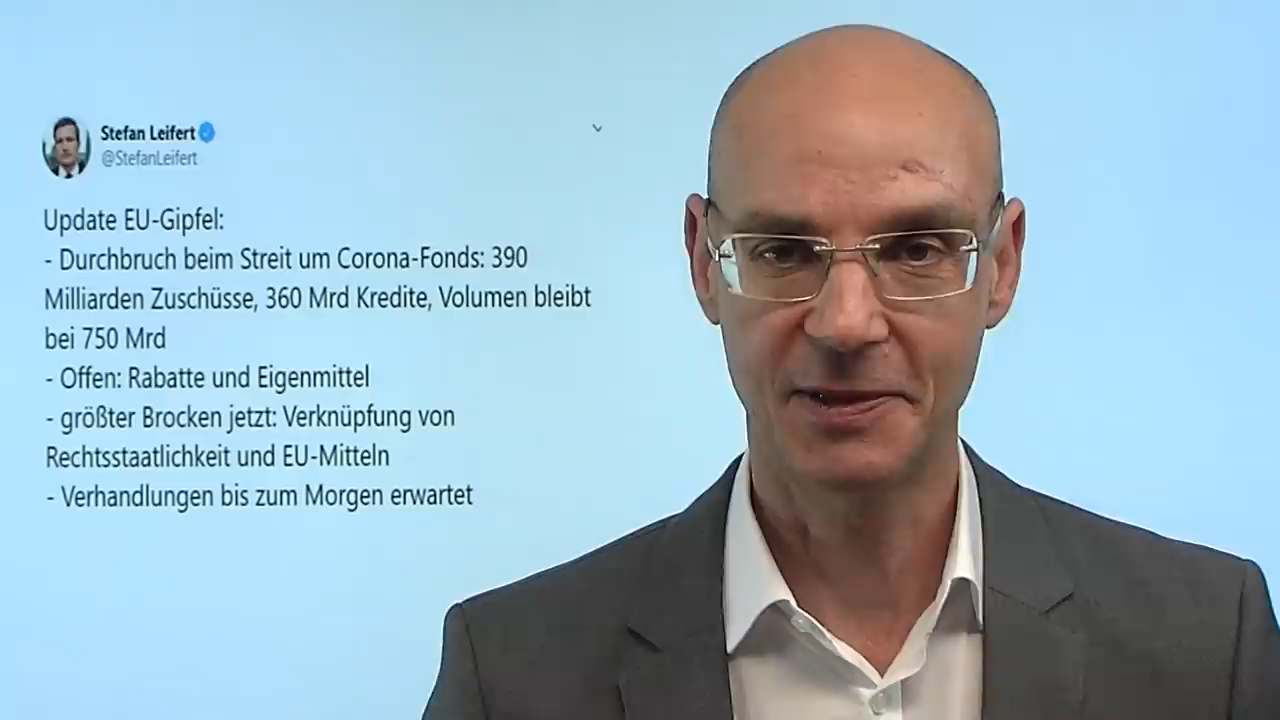 Stefan Leifert
@StefanLeifert
Update EU-Gipfel:
- Durchbruch beim Streit um Corona-Fonds: 390
Milliarden Zuschüsse, 360 Mrd Kredite, Volumen bleibt
bei 750 Mrd
- Offen: Rabatte und Eigenmittel
- größter Brocken jetzt: Verknüpfung von
Rechtsstaatlichkeit und EU-Mitteln
- Verhandlungen bis zum Morgen erwartet